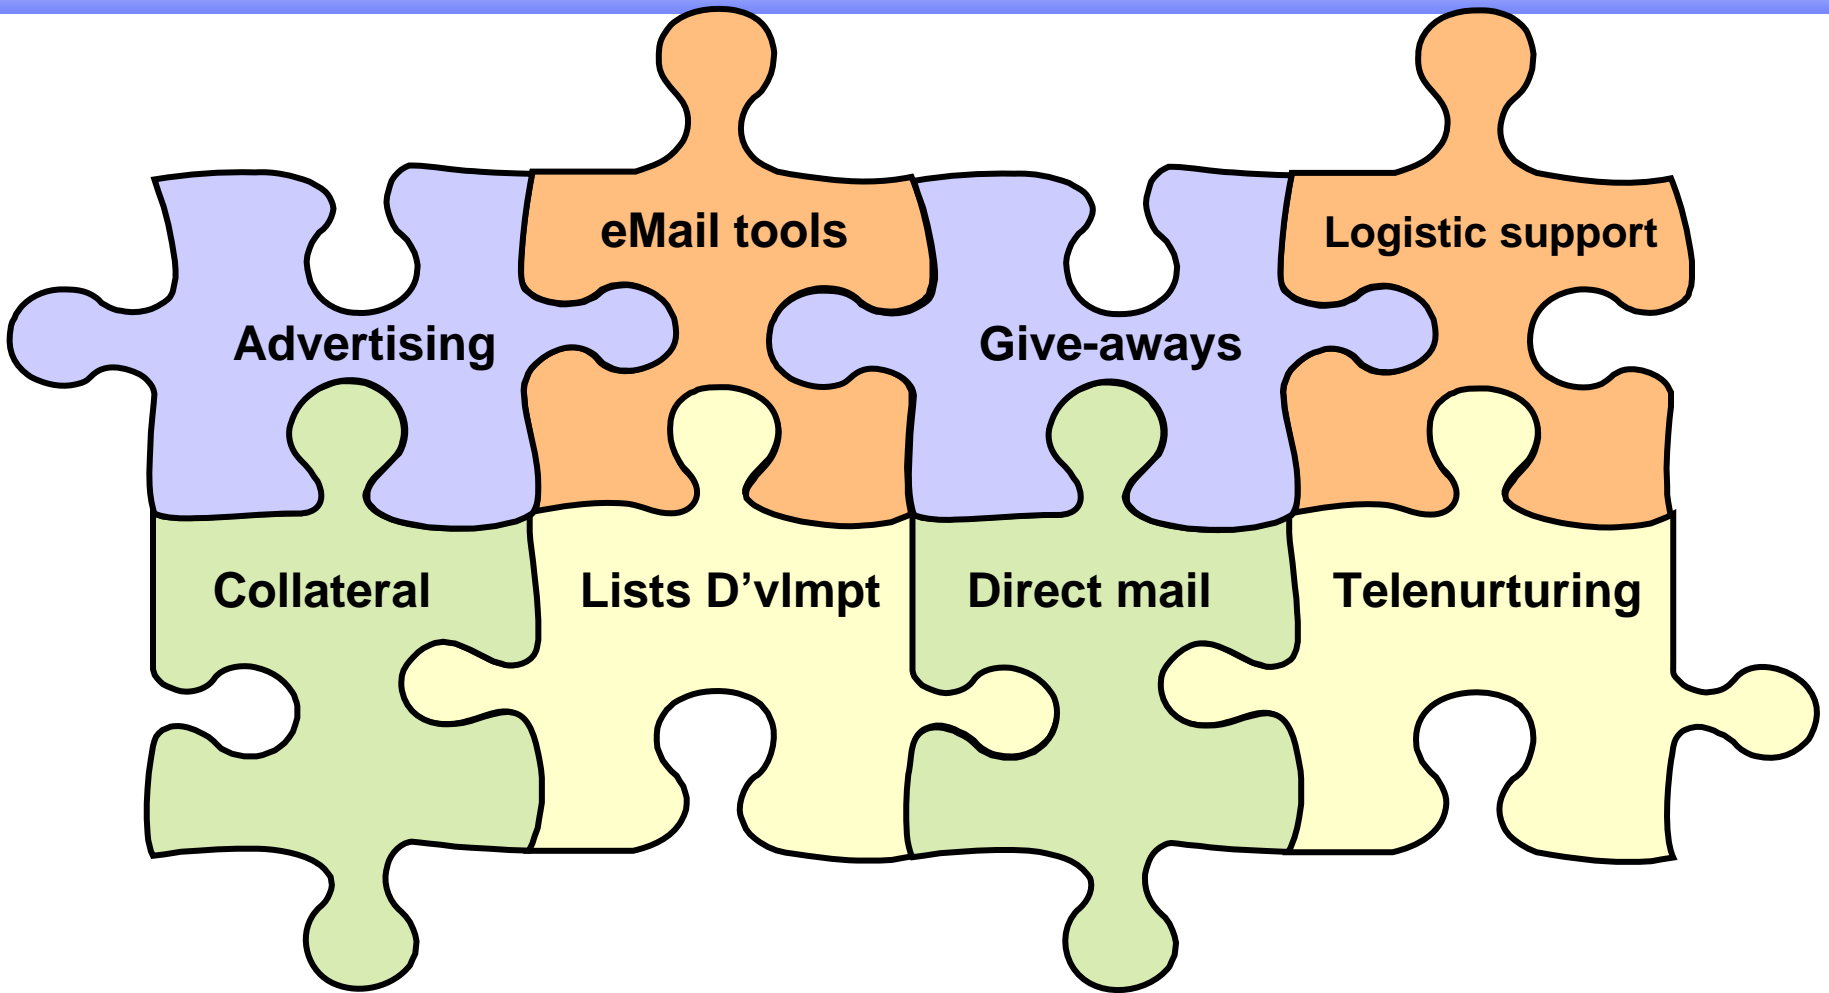 eMail tools
Logistic support
Advertising
Give-aways
Collateral
Lists D’vlmpt
Direct mail
Telenurturing